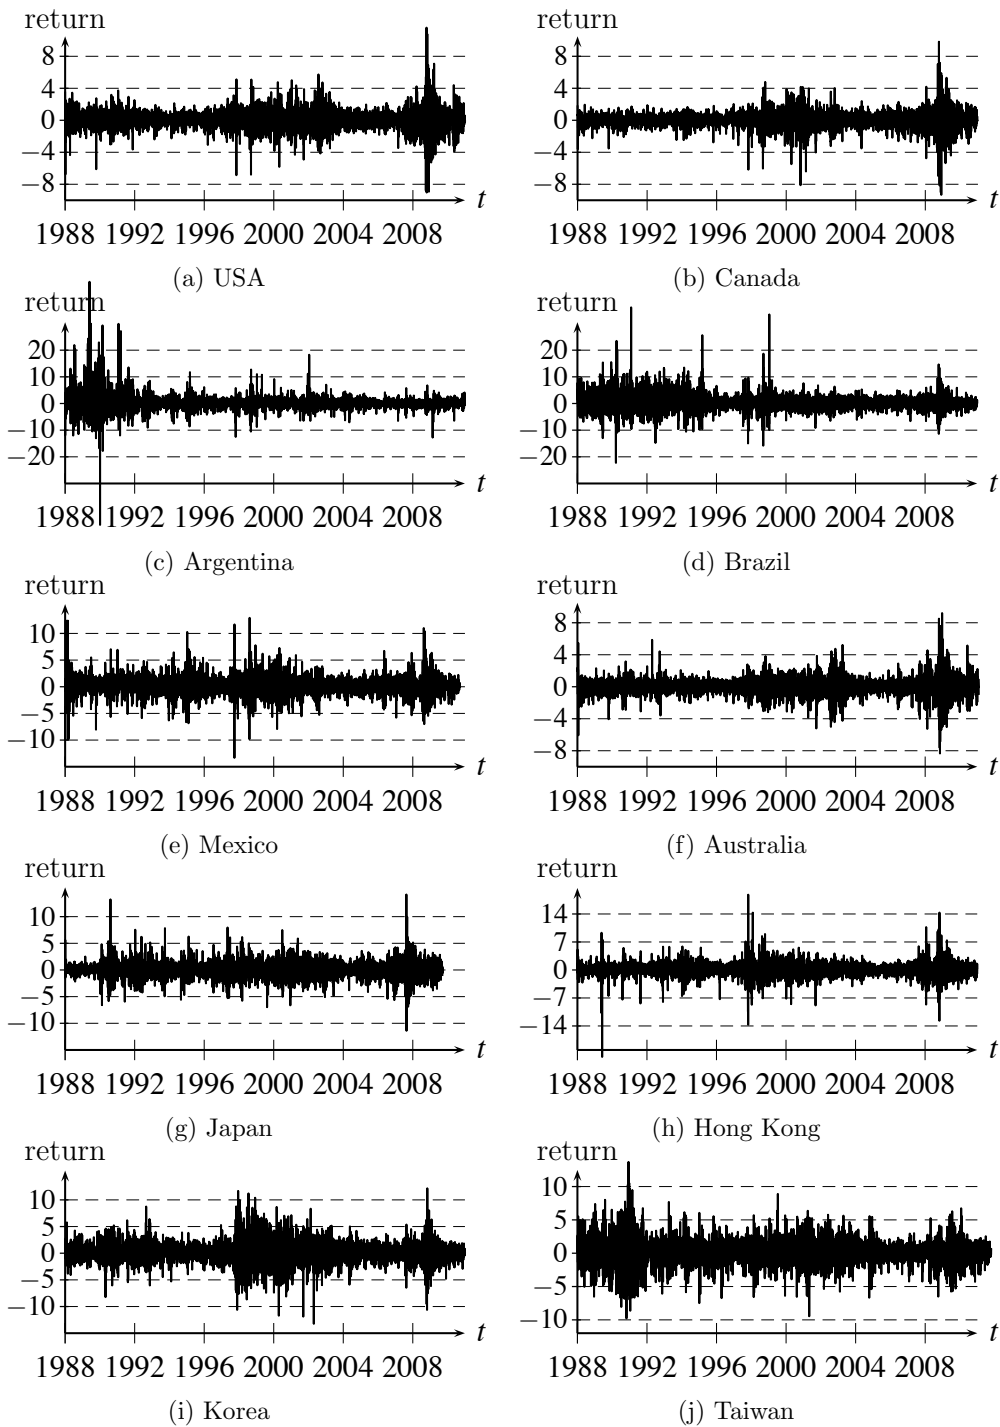 return
8
4
0
−4
−8
t
1988 1992 1996 2000 2004 2008
(a) USA
return
8
4
0
−4
−8
t
1988 1992 1996 2000 2004 2008
(b) Canada
return
20
10
0
−10
−20
t
1988 1992 1996 2000 2004 2008
(c) Argentina
return
20
10
0
−10
−20
t
1988 1992 1996 2000 2004 2008
(d) Brazil
return
10
5
0
−5
−10
t
1988 1992 1996 2000 2004 2008
(e) Mexico
return
8
4
0
−4
−8
t
1988 1992 1996 2000 2004 2008
(f) Australia
return
10
5
0
−5
−10
t
1988 1992 1996 2000 2004 2008
(g) Japan
return
14
7
0
−7
−14
t
1988 1992 1996 2000 2004 2008
(h) Hong Kong
return
10
5
0
−5
−10
t
1988 1992 1996 2000 2004 2008
(i) Korea
return
10
5
0
−5
−10
t
1988 1992 1996 2000 2004 2008
(j) Taiwan